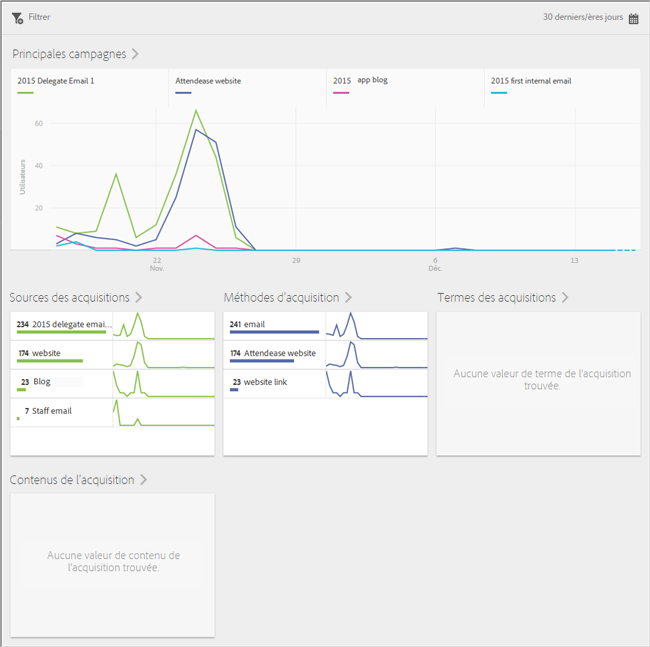 Filtrer
30 derniers/ères jours
Principales campagnes
2015 Delegate Email 1
Attendease website
2015 app blog
2015 first internal email
Utilisateurs
60
40
20
22
Nov.
29
6
Déc.
13
Sources des acquisitions
234 2015 delegate emai...
174 website
23 Blog
7 Staff email
Méthodes d'acquisition
241 email
174 Attendease website
23 website link
Termes des acquisitions
Aucune valeur de terme de l'acquisition
trouvée.
Contenus de l'acquisition
Aucune valeur de contenu de
l'acquisition trouvée.